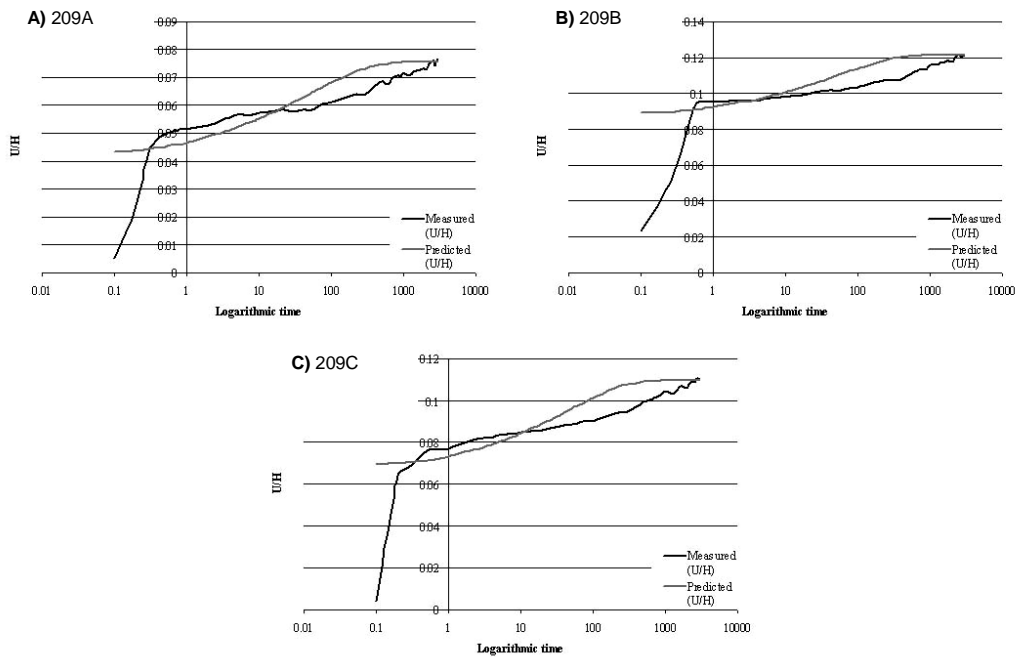 A) 209A
0.09
0.08
0.07
0.06
0.05
0.04
0.03
0.02
0.01
0
U/H
0.01 0.1 1 10 100 1000 10000
Logarithmic time
Measured
(U/H)
Predicted
(U/H)
B) 209B
0.14
0.12
0.1
0.08
0.06
0.04
0.02
0
U/H
0.01 0.1 1 10 100 1000 10000
Logarithmic time
Measured
(U/H)
Predicted
(U/H)
C) 209C
0.12
0.1
0.08
0.06
0.04
0.02
0
U/H
0.01 0.1 1 10 100 1000 10000
Logarithmic time
Measured
(U/H)
Predicted
(U/H)